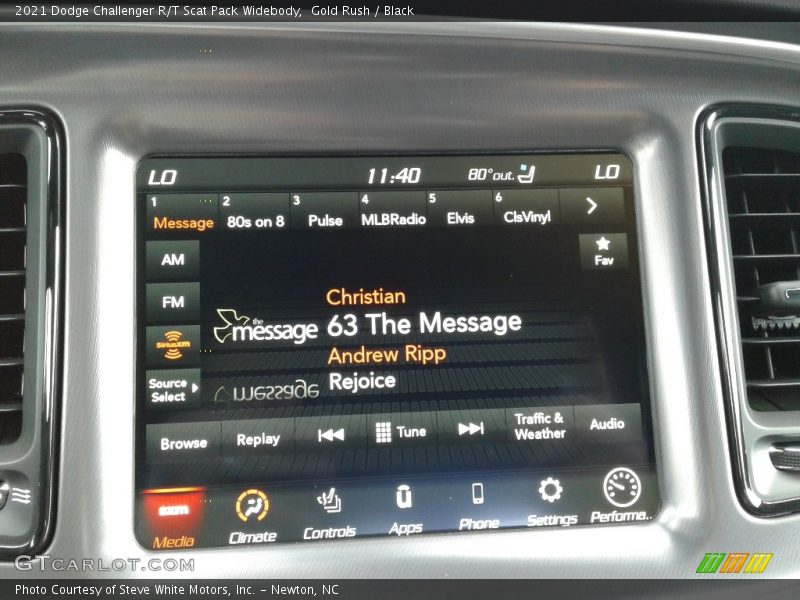 2021 Dodge Challenger R/T Scat Pack Widebody,  Gold Rush / Black
LO 11:40 80°out. LO
1 Message 2 80s on 8 3 Pulse 4 MLBRadio 5 Elvis 6 ClsVinyl
AM
FM
SiriusXM
Source Select
Fav
Christian
the message 63 The Message
Andrew Ripp
Rejoice
message
Browse Replay Tune Traffic & Weather Audio
sxm
Media Climate Controls Apps Phone Settings Performa..
GTCARLOT.COM
Photo Courtesy of Steve White Motors, Inc. – Newton, NC